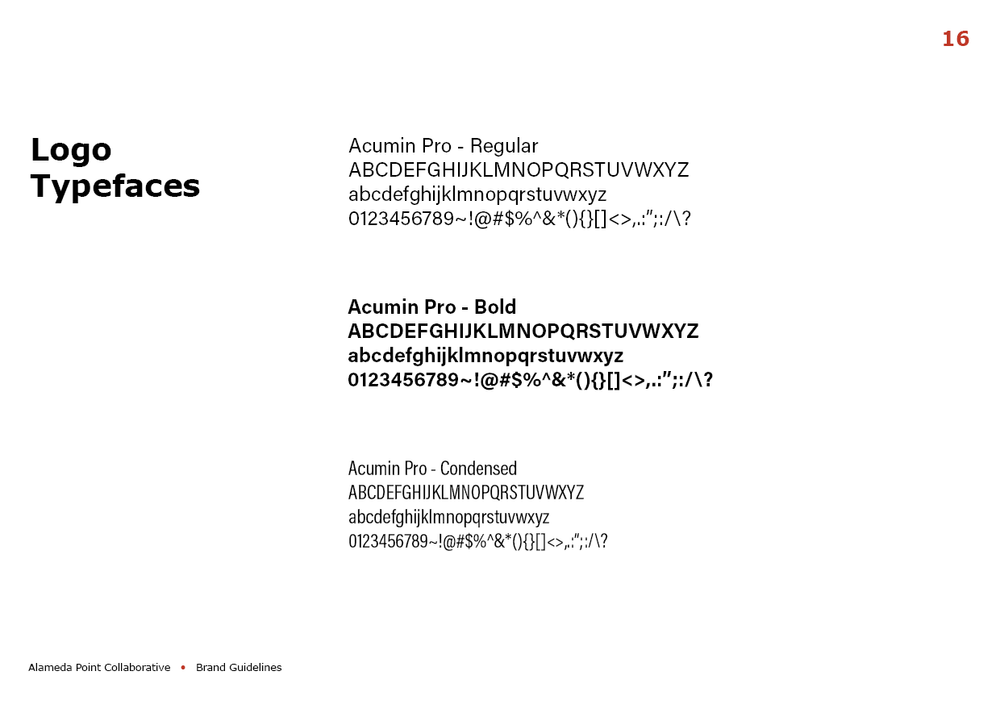 16
Logo
Typefaces
Acumin Pro - Regular
ABCDEFGHIJKLMNOPQRSTUVWXYZ
abcdefghijklmnopqrstuvwxyz
0123456789~!@#$%^&*(){}[]<>,.:";:/\?
Acumin Pro - Bold
ABCDEFGHIJKLMNOPQRSTUVWXYZ
abcdefghijklmnopqrstuvwxyz
0123456789~!@#$%^&*(){}[]<>,.:";:/\?
Acumin Pro - Condensed
ABCDEFGHIJKLMNOPQRSTUVWXYZ
abcdefghijklmnopqrstuvwxyz
0123456789~!@#$%^&*(){}[]<>,.:";:/\?
Alameda Point Collaborative • Brand Guidelines